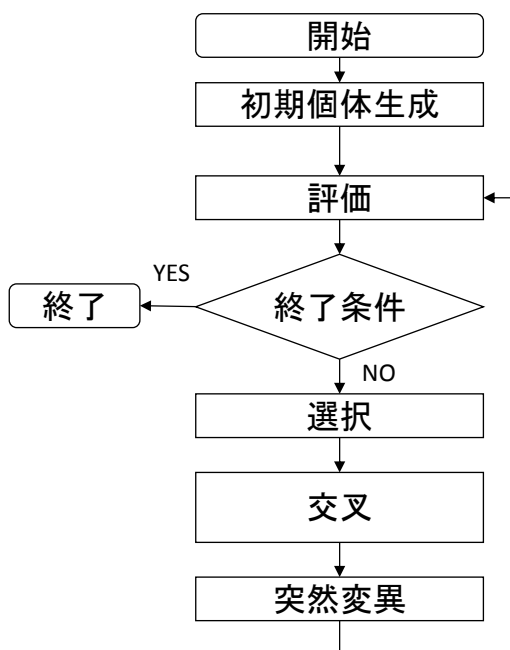 開始
初期個体生成
評価
YES
終了
終了条件
NO
選択
交叉
突然変異